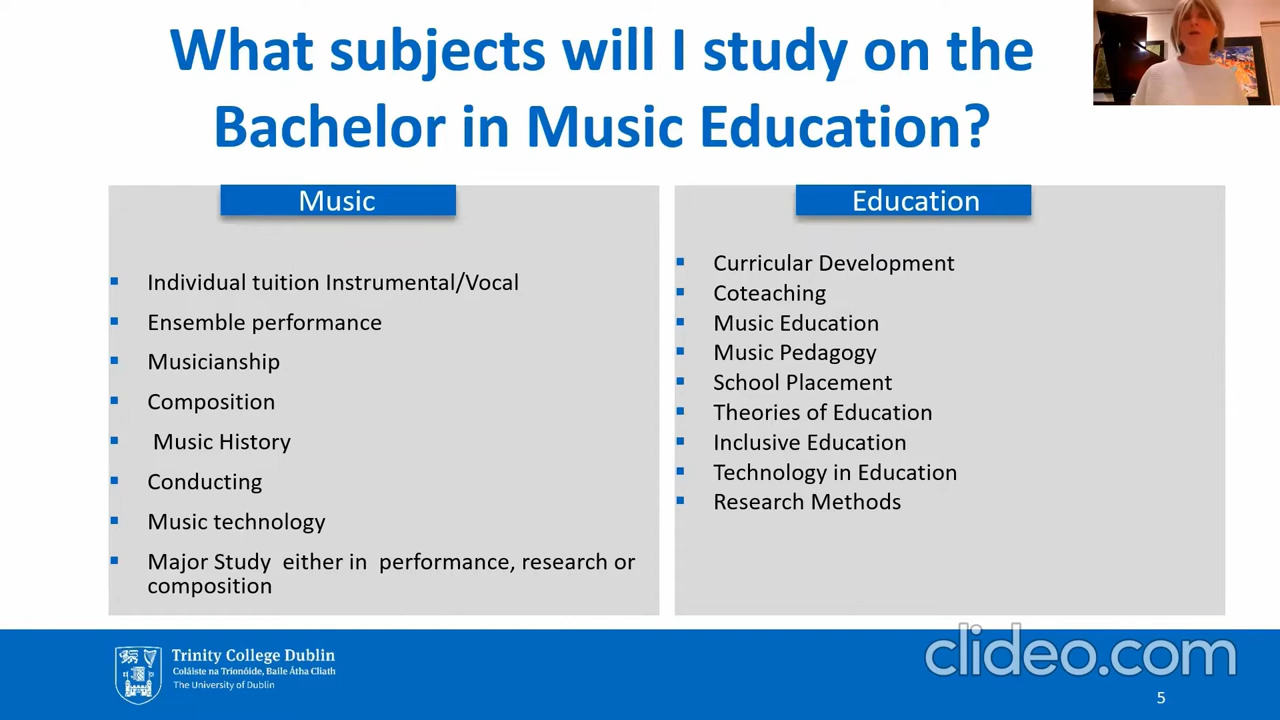 What subjects will I study on the
Bachelor in Music Education?
Music
Individual tuition Instrumental/Vocal
Ensemble performance
Musicianship
Composition
Music History
Conducting
Music technology
Major Study either in performance, research or
composition
Education
Curricular Development
Coteaching
Music Education
Music Pedagogy
School Placement
Theories of Education
Inclusive Education
Technology in Education
Research Methods
Trinity College Dublin
Coláiste na Tríonóide, Baile Átha Cliath
The University of Dublin
clideo.com
5